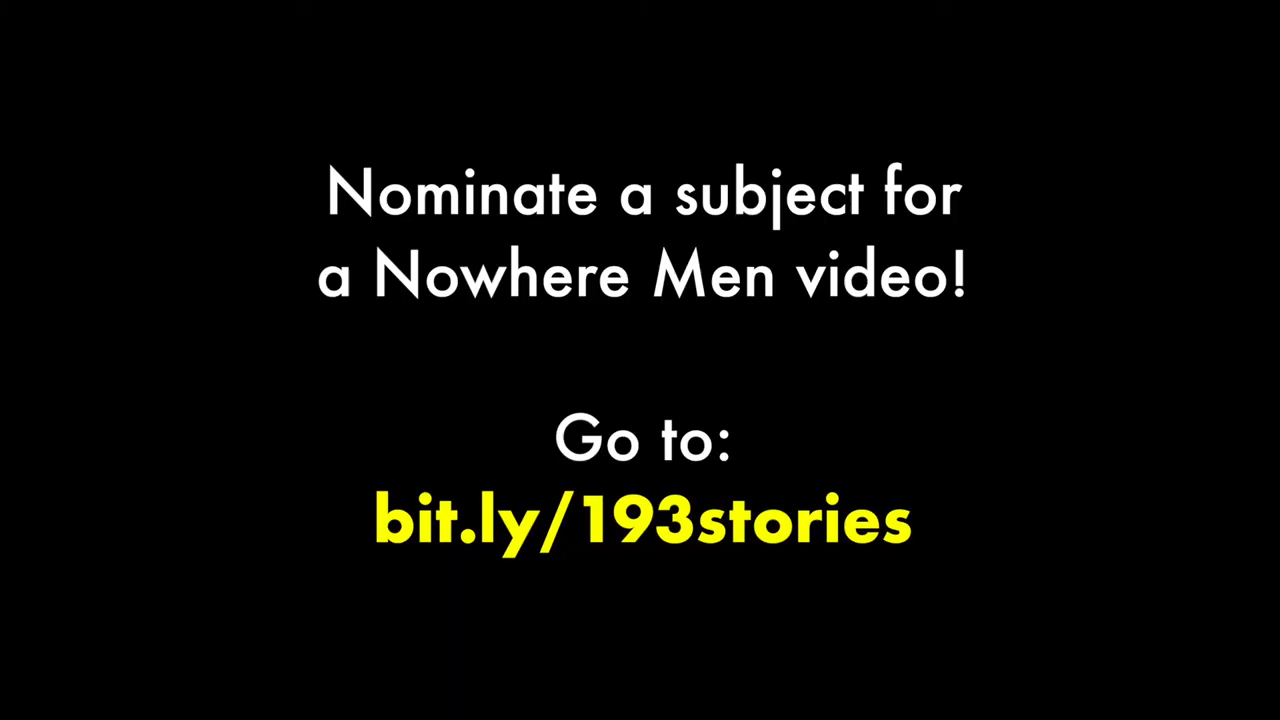 Nominate a subject for
a Nowhere Men video!
Go to:
bit.ly/193stories